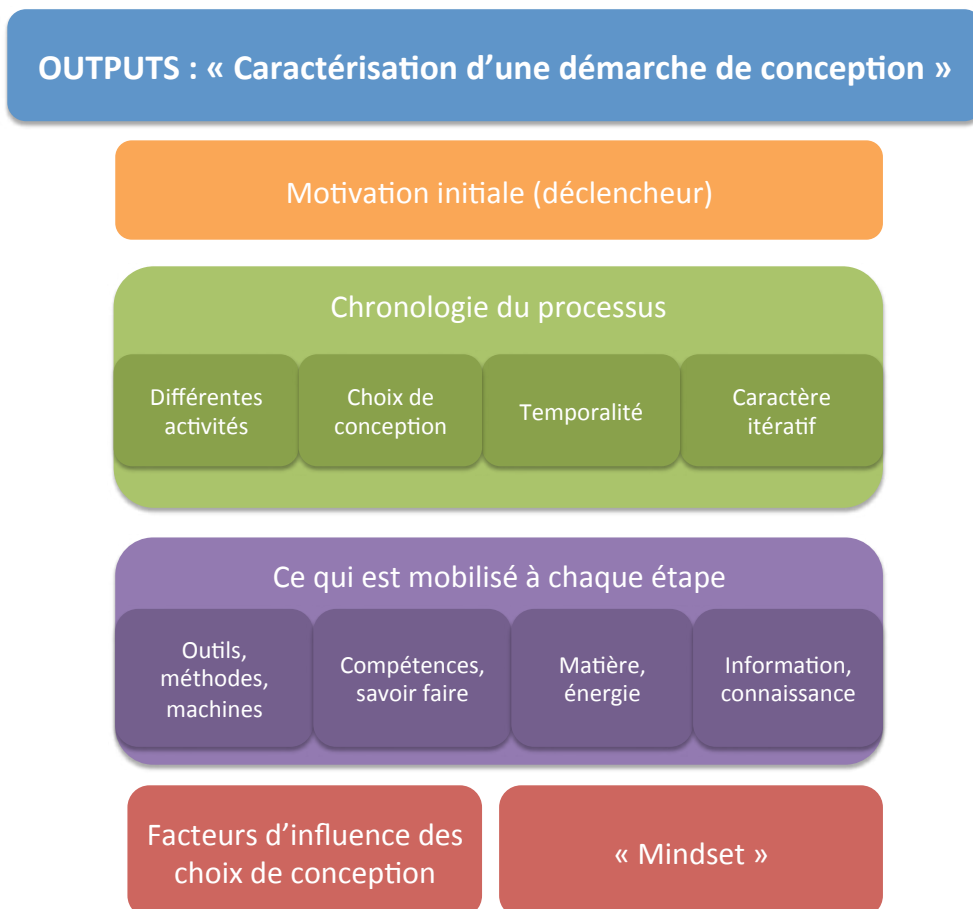 OUTPUTS : « Caractérisation d’une démarche de conception »
Motivation initiale (déclencheur)
Chronologie du processus
Différentes
activités
Choix de
conception
Temporalité
Caractère
itératif
Ce qui est mobilisé à chaque étape
Outils,
méthodes,
machines
Compétences,
savoir faire
Matière,
énergie
Information,
connaissance
Facteurs d’influence des
choix de conception
« Mindset »